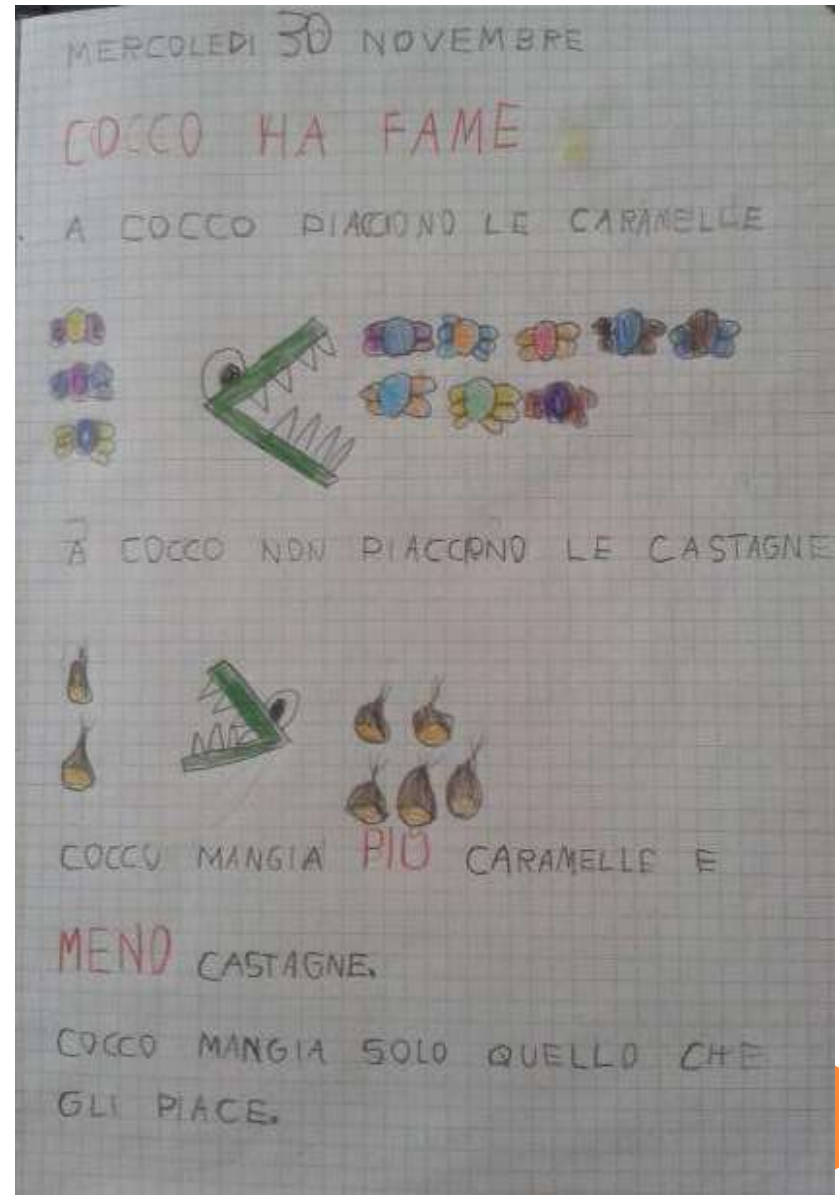 MERCOLEDI 30 NOVEMBRE
COCCO HA FAME
A COCCO PIACCIONO LE CARAMELLE
A COCCO NON PIACCIONO LE CASTAGNE
COCCO MANGIA PIÙ CARAMELLE E
MENO CASTAGNE.
COCCO MANGIA SOLO QUELLO CHE
GLI PIACE.